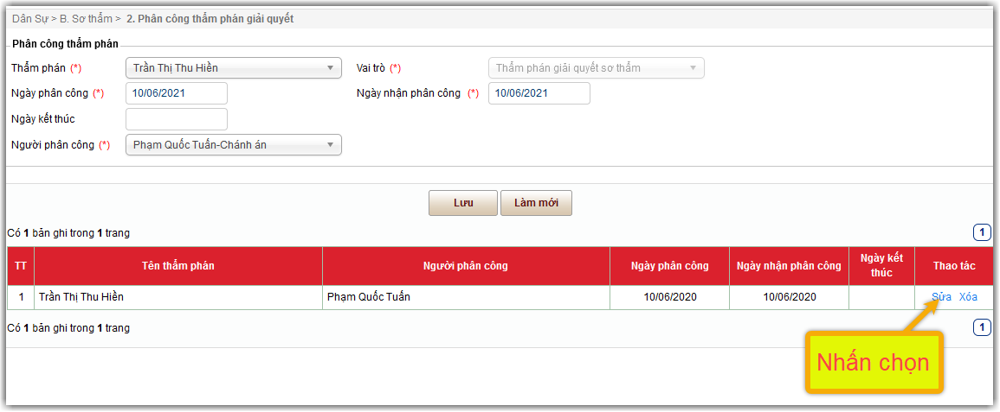 Dân Sự > B. Sơ thẩm > 2. Phân công thẩm phán giải quyết
Phân công thẩm phán
Thẩm phán (*) Trần Thị Thu Hiền Vai trò (*) Thẩm phán giải quyết sơ thẩm
Ngày phân công (*) 10/06/2021 Ngày nhận phân công (*) 10/06/2021
Ngày kết thúc
Người phân công (*) Phạm Quốc Tuấn-Chánh án
Lưu Làm mới
Có 1 bản ghi trong 1 trang 1
TT Tên thẩm phán Người phân công Ngày phân công Ngày nhận phân công Ngày kết thúc Thao tác
1 Trần Thị Thu Hiền Phạm Quốc Tuấn 10/06/2020 10/06/2020 Sửa Xóa
Có 1 bản ghi trong 1 trang 1
Nhấn chọn